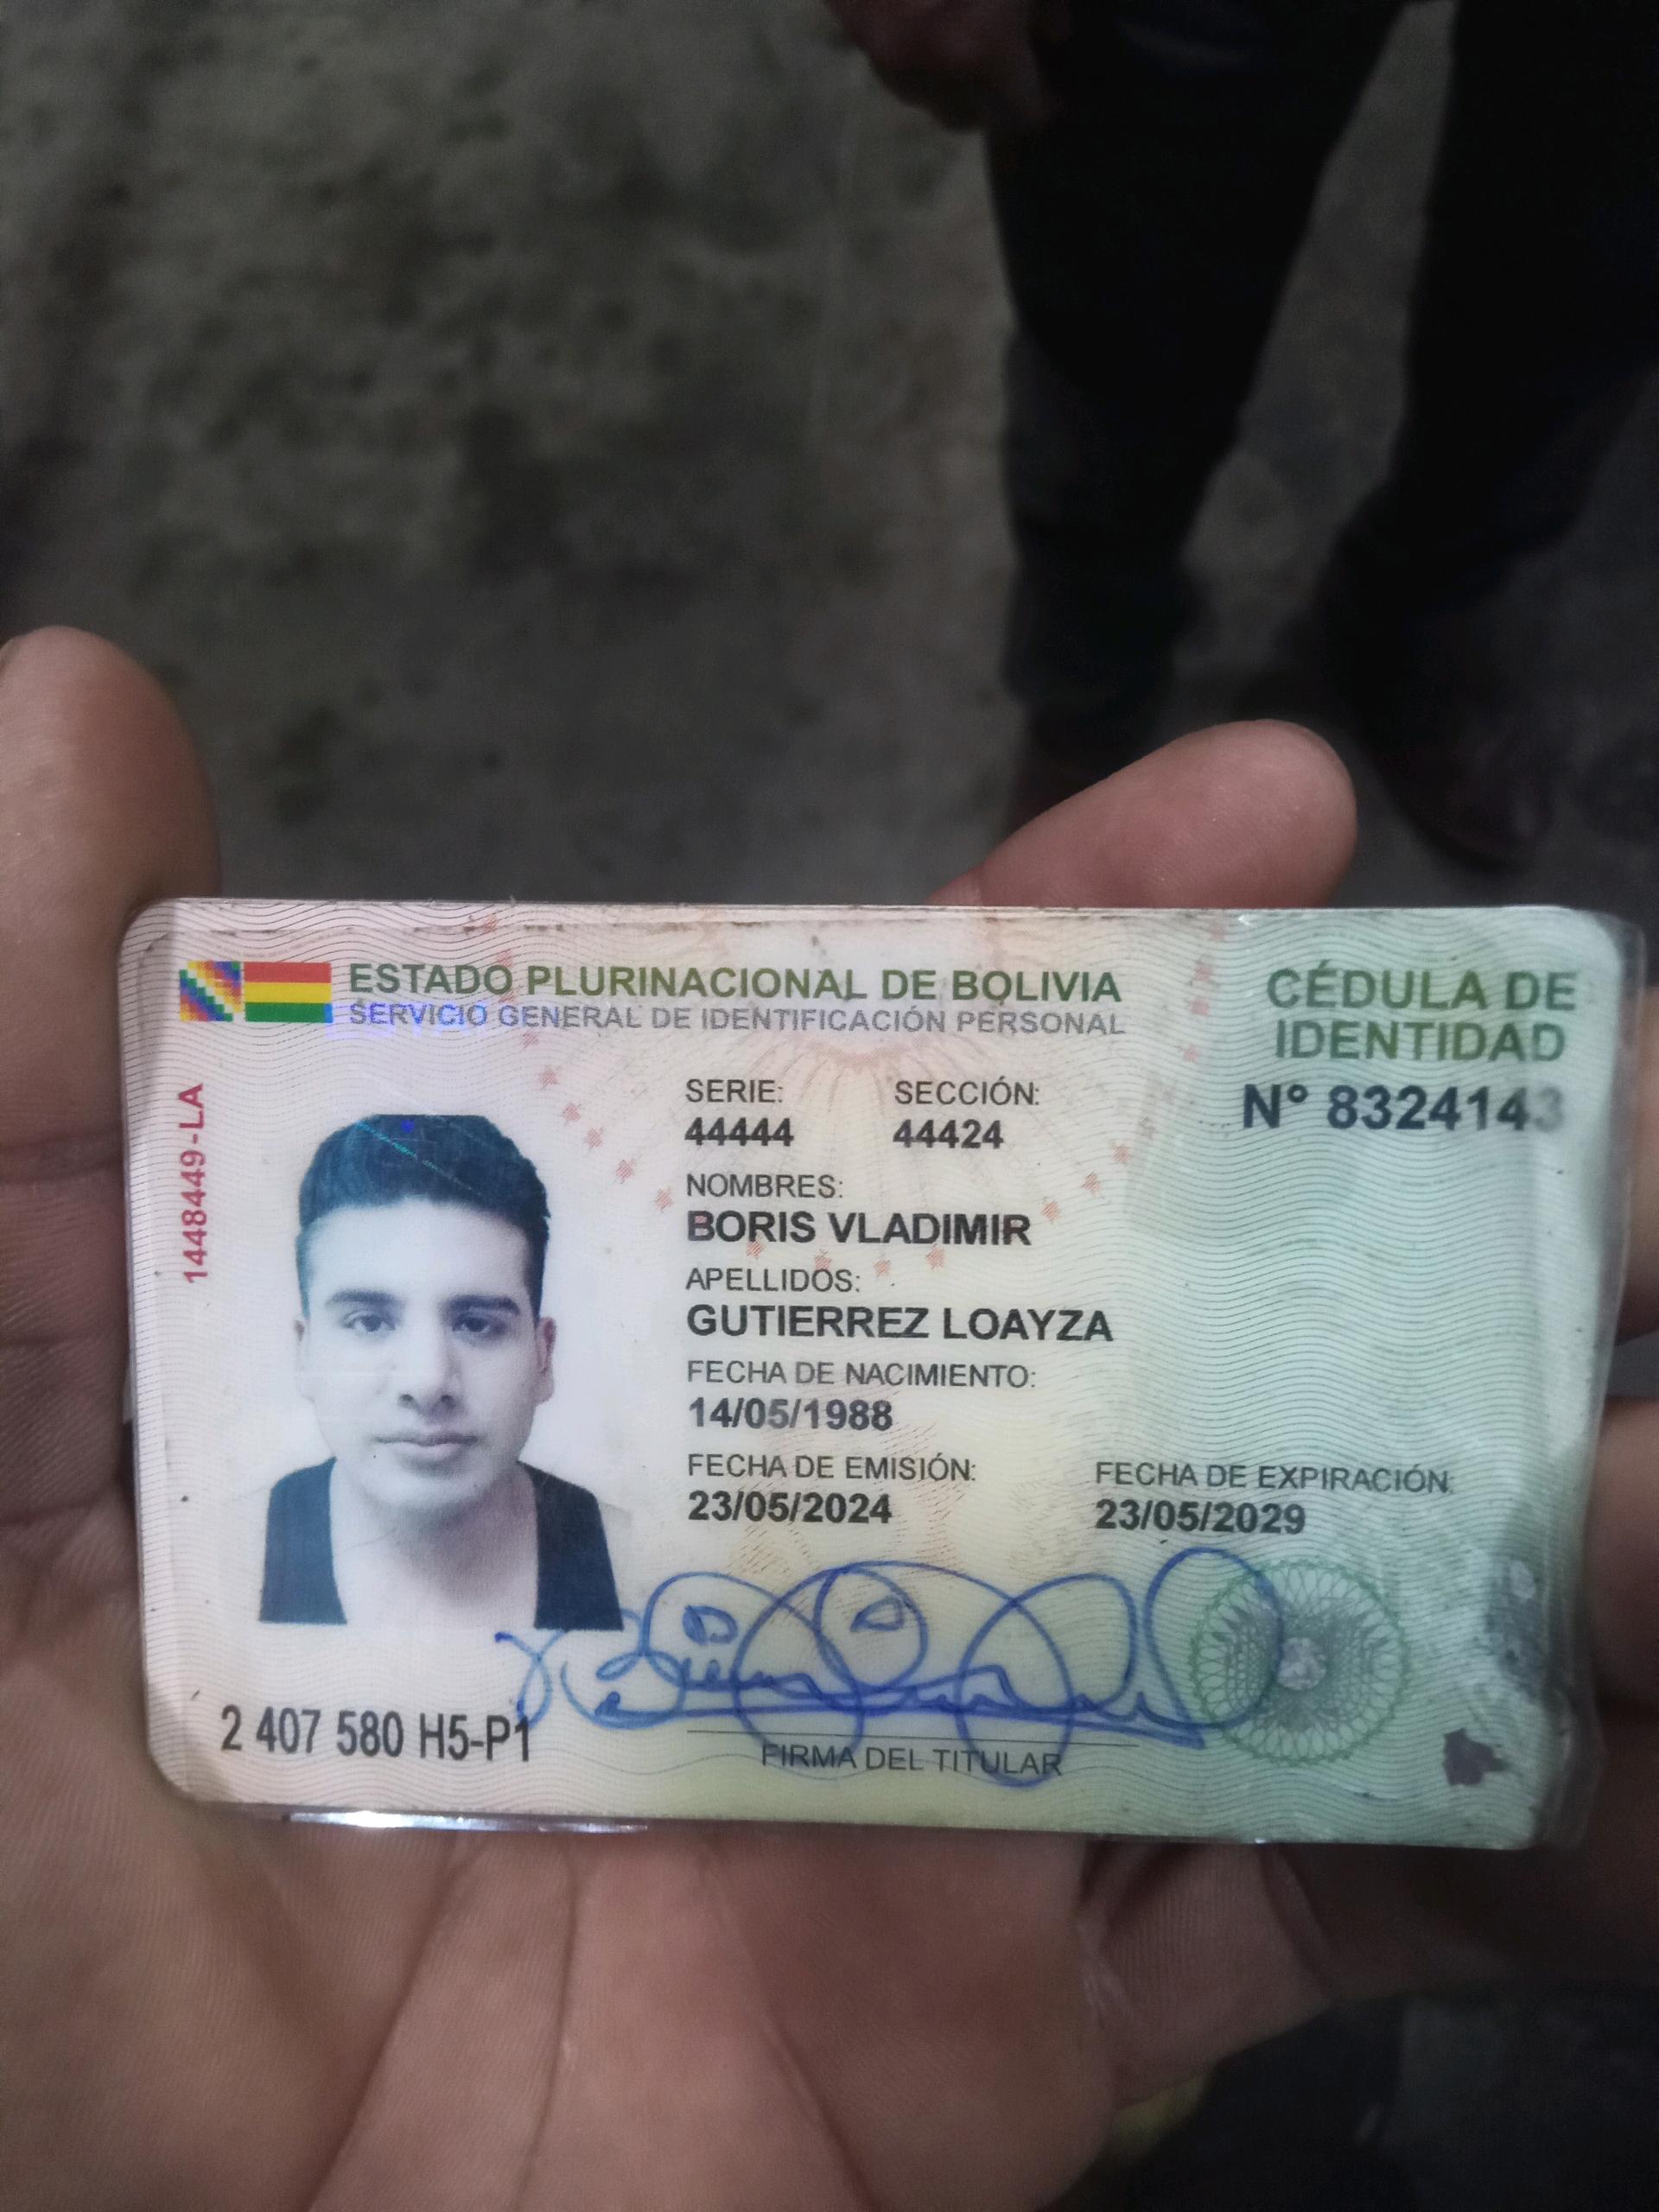 ESTADO PLURINACIONAL DE BOLIVIA
SERVICIO GENERAL DE IDENTIFICACIÓN PERSONAL
CÉDULA DE
IDENTIDAD
N° 8324143
1448449-LA
SERIE: SECCIÓN:
44444 44424
NOMBRES:
BORIS VLADIMIR
APELLIDOS:
GUTIERREZ LOAYZA
FECHA DE NACIMIENTO:
14/05/1988
FECHA DE EMISIÓN: FECHA DE EXPIRACIÓN:
23/05/2024 23/05/2029
2 407 580 H5-P1
FIRMA DEL TITULAR